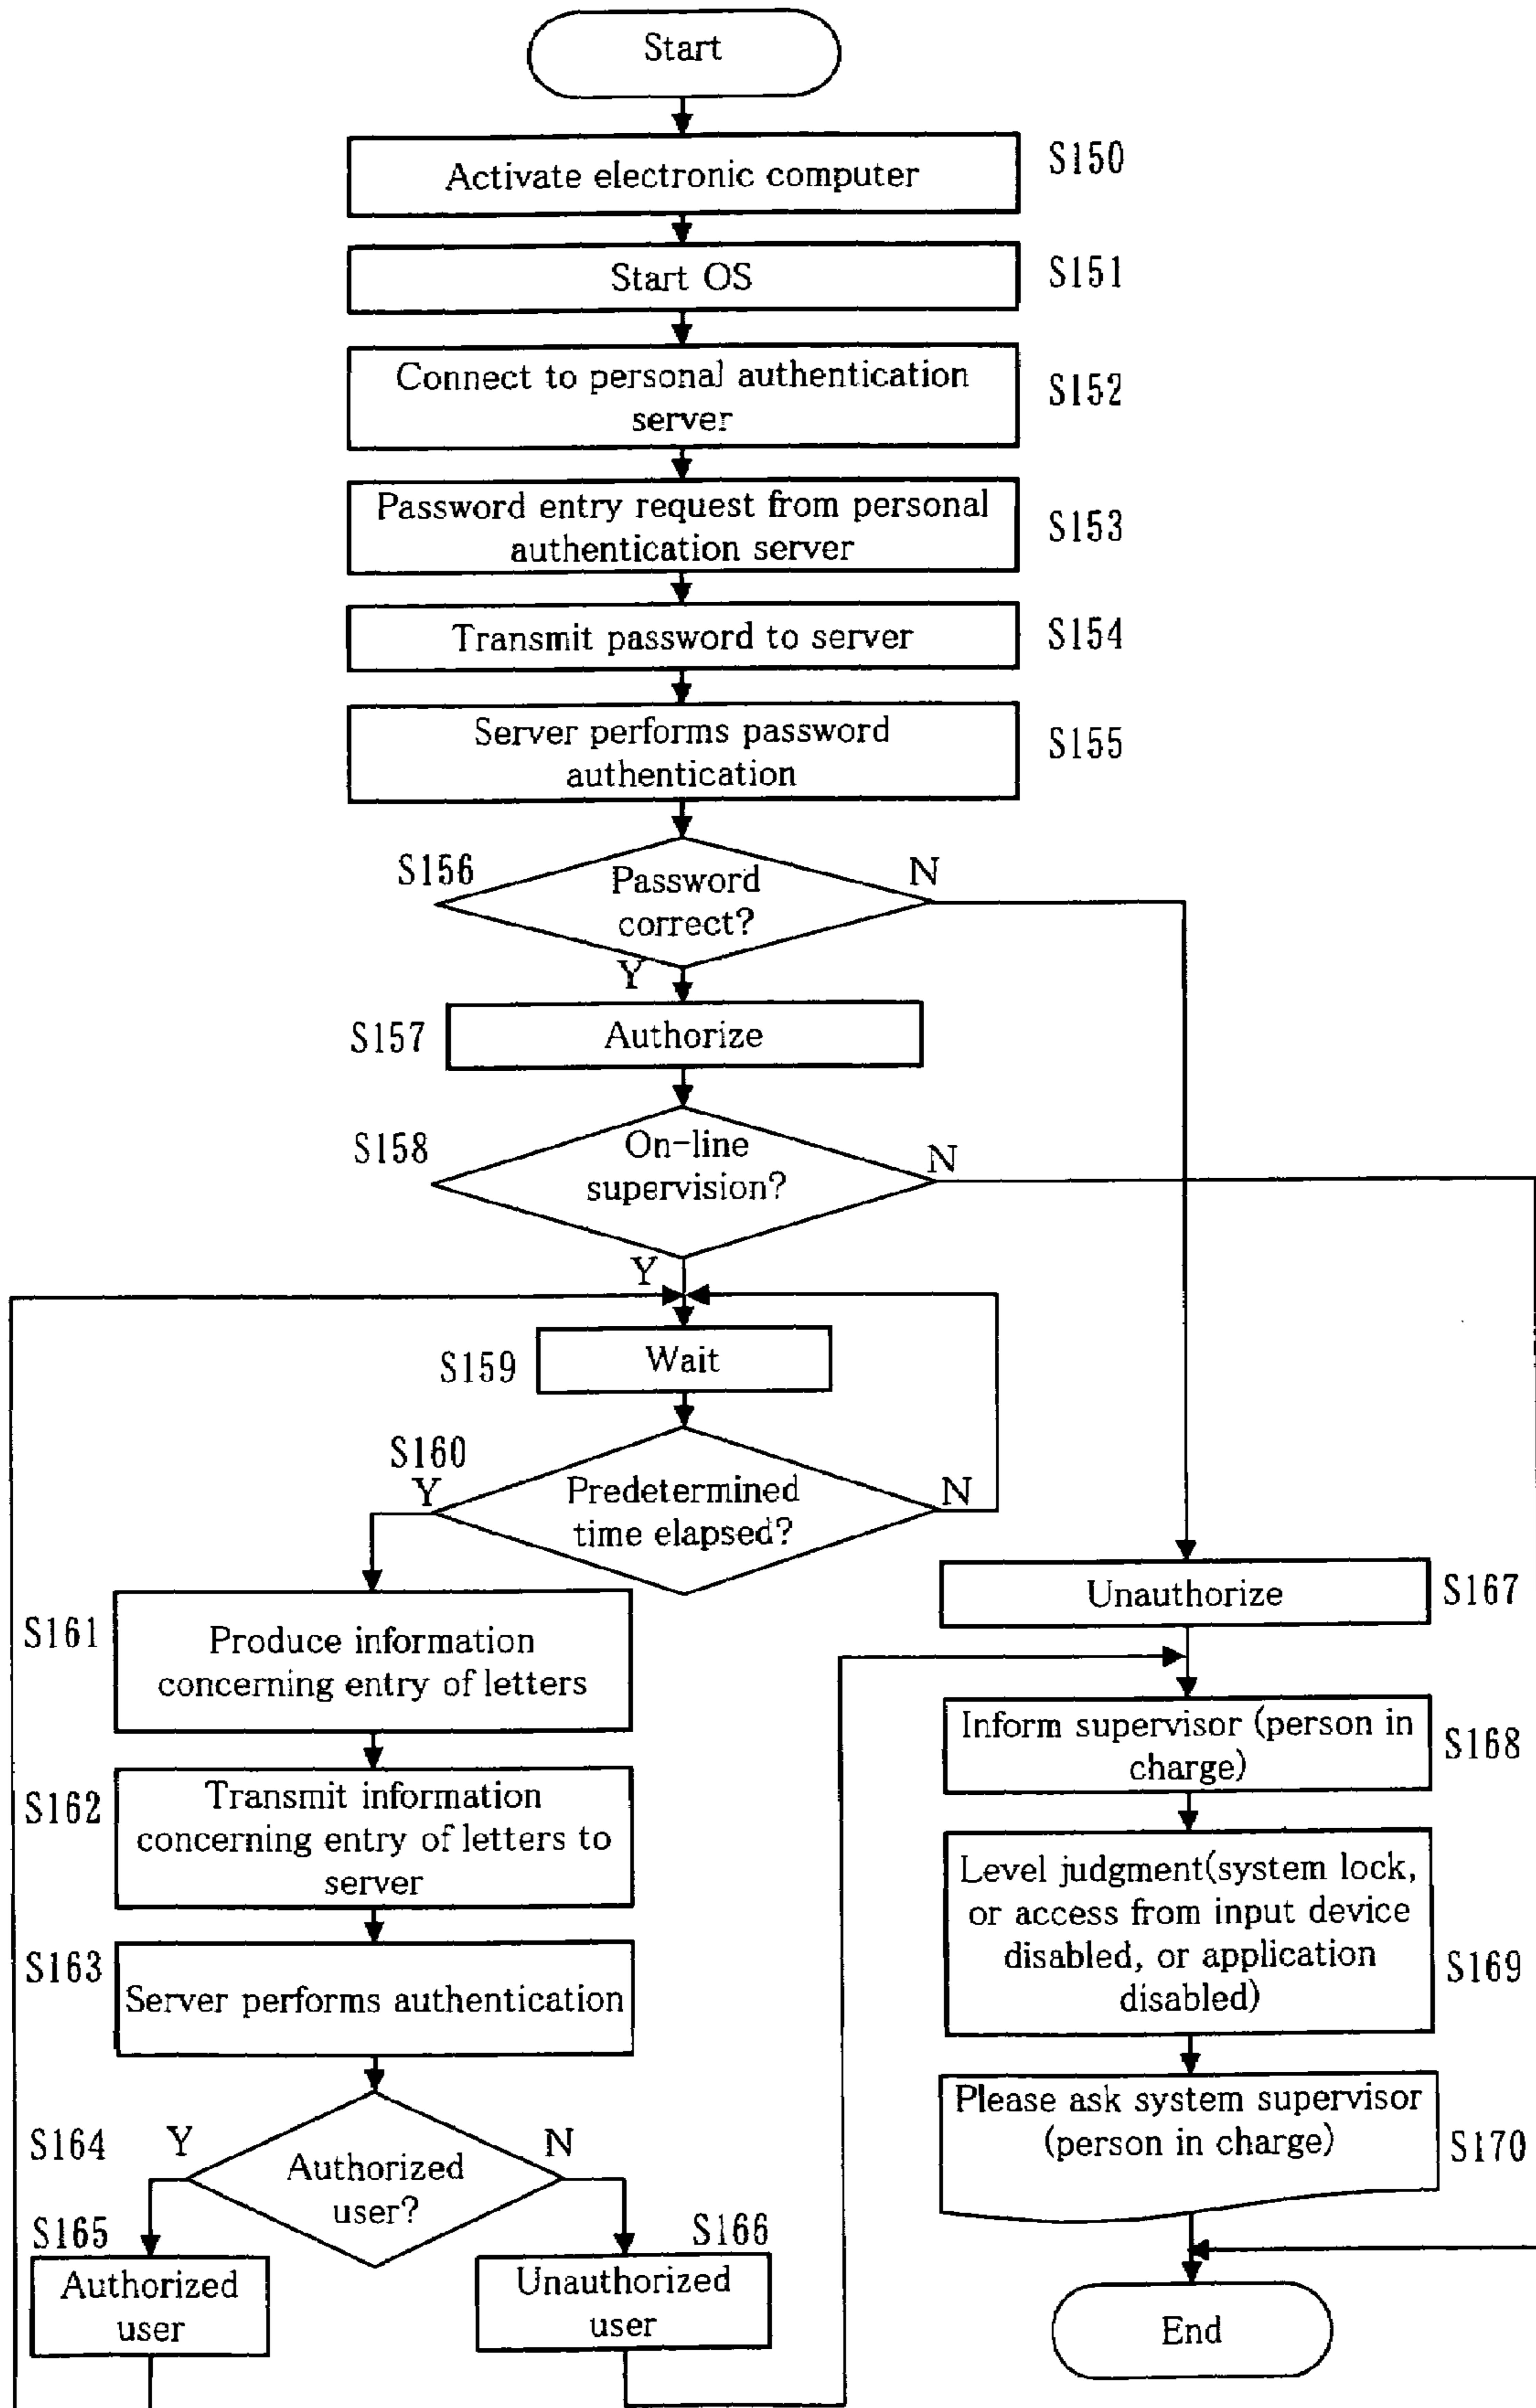 Start
Activate electronic computer
S150
Start OS
S151
Connect to personal authentication
server
S152
Password entry request from personal
authentication server
S153
Transmit password to server
S154
Server performs password
authentication
S155
S156
Password
correct?
N
Y
S157
Authorize
S158
On-line
supervision?
N
Y
S159
Wait
S160
Y
Predetermined
time elapsed?
N
S161
Produce information
concerning entry of letters
S162
Transmit information
concerning entry of letters to
server
S163
Server performs authentication
S164
Y
Authorized
user?
N
S165
Authorized
user
S166
Unauthorized
user
Unauthorize
S167
Inform supervisor (person in
charge)
S168
Level judgment(system lock,
or access from input device
disabled, or application
disabled)
S169
Please ask system supervisor
(person in charge)
S170
End